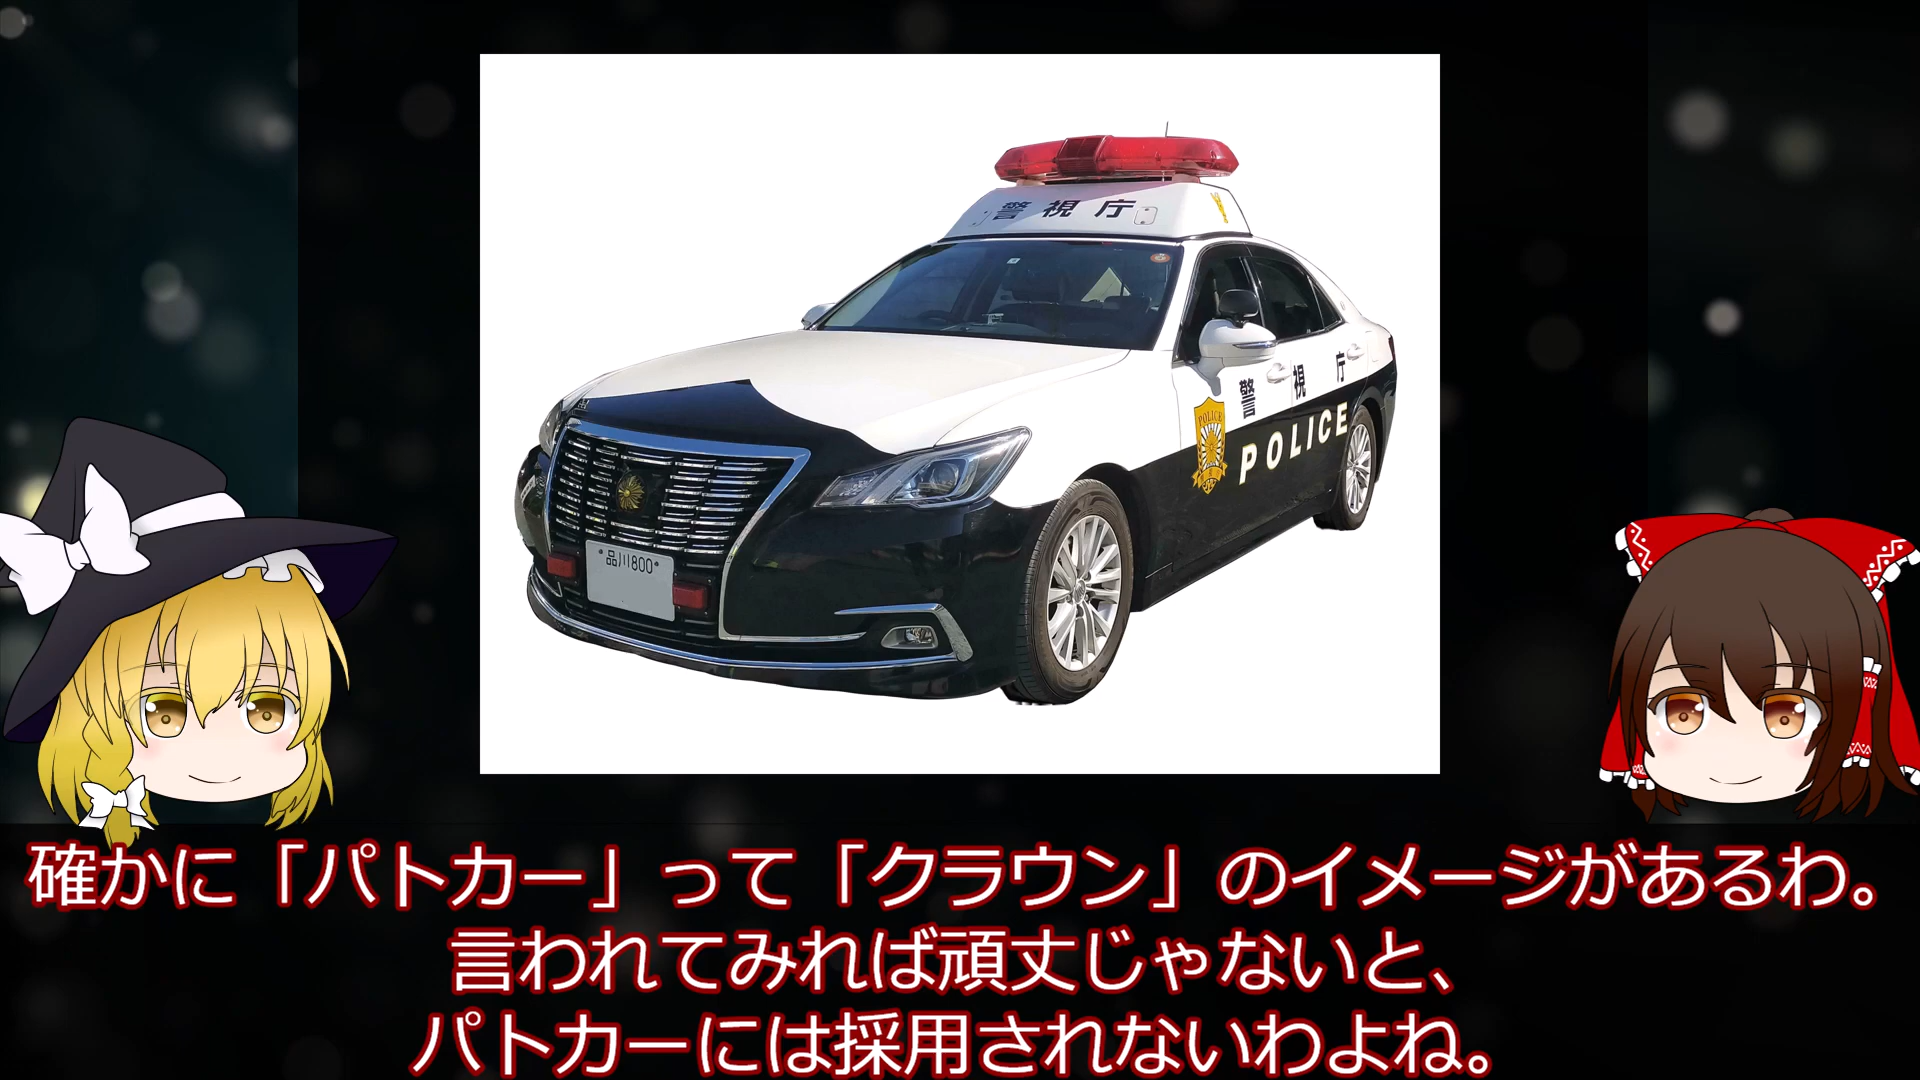 警視庁
警視庁
POLICE
POLICE
品川800
確かに「パトカー」って「クラウン」のイメージがあるわ。
言われてみれば頑丈じゃないと、
パトカーには採用されないわよね。